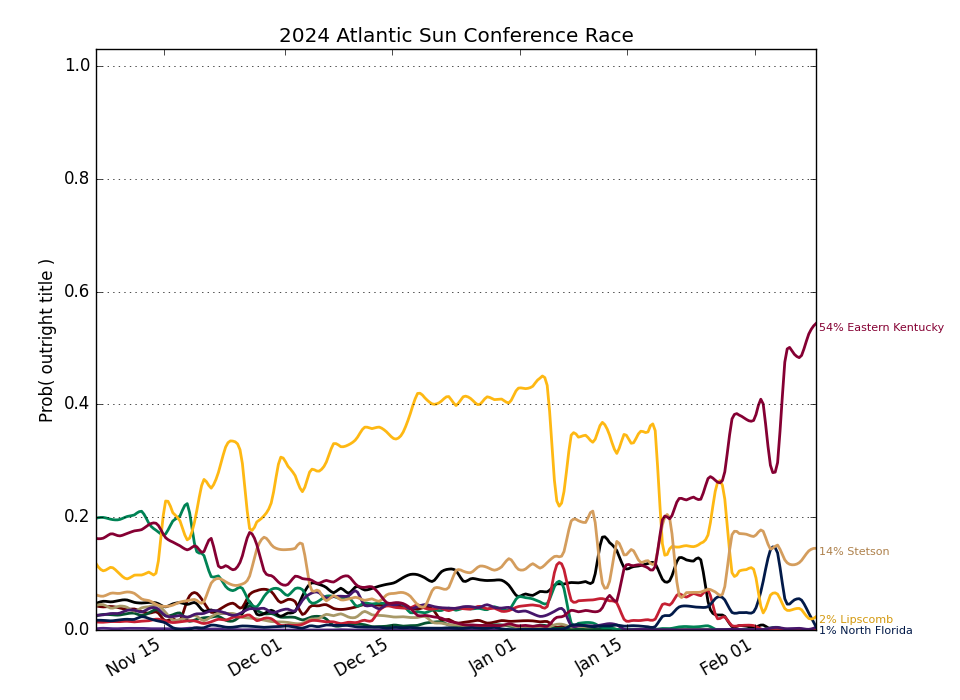 2024 Atlantic Sun Conference Race
Prob( outright title )
1.0
0.8
0.6
0.4
0.2
0.0
54% Eastern Kentucky
14% Stetson
2% Lipscomb
1% North Florida
Nov 15
Dec 01
Dec 15
Jan 01
Jan 15
Feb 01